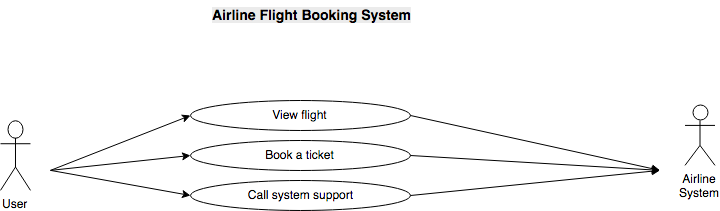 Airline Flight Booking System
View flight
Book a ticket
Call system support
User
Airline
System